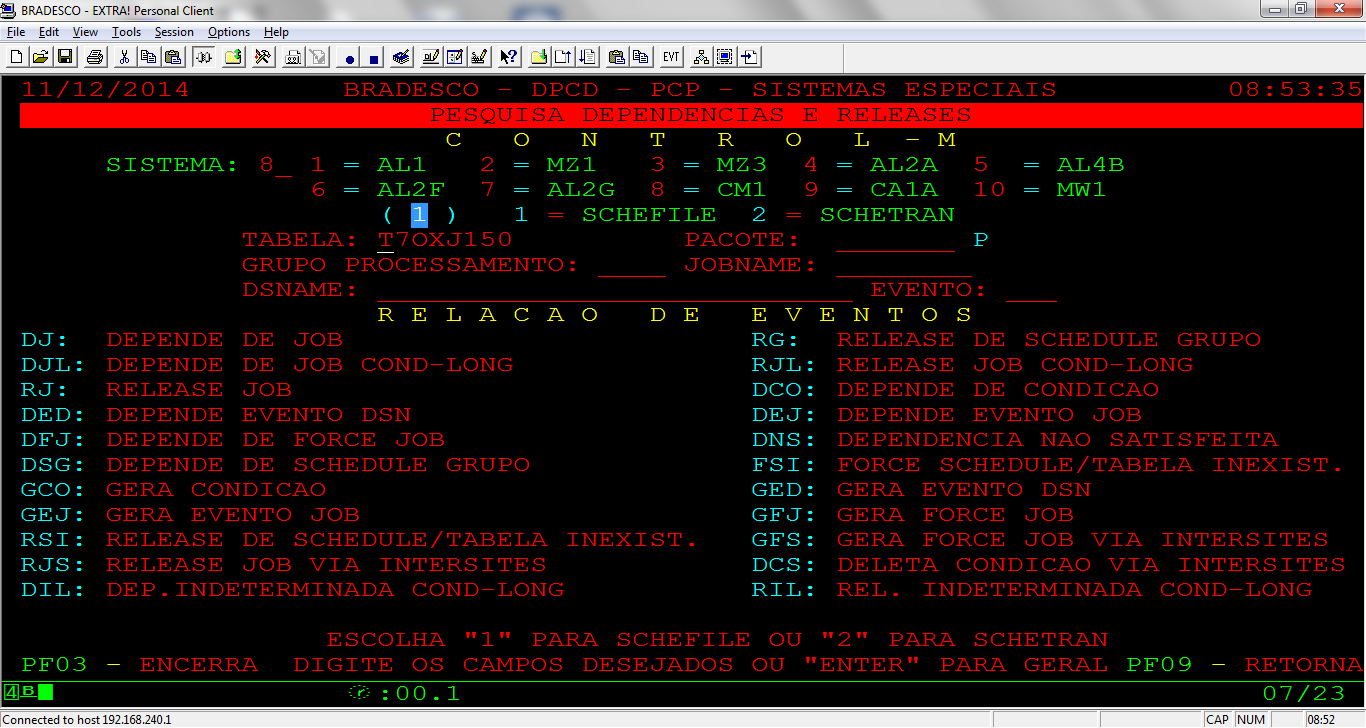 BRADESCO - EXTRA! Personal Client
File Edit View Tools Session Options Help
EVT
11/12/2014 BRADESCO - DPCD - PCP - SISTEMAS ESPECIAIS 08:53:35
PESQUISA DEPENDENCIAS E RELEASES
C O N T R O L - M
SISTEMA: 8_ 1 = AL1 2 = MZ1 3 = MZ3 4 = AL2A 5 = AL4B
6 = AL2F 7 = AL2G 8 = CM1 9 = CA1A 10 = MW1
( 1 ) 1 = SCHEFILE 2 = SCHETRAN
TABELA: T7OXJ150 PACOTE: _______ P
GRUPO PROCESSAMENTO: ____ JOBNAME: ________
DSNAME: ____________________________ EVENTO: ___
R E L A C A O D E E V E N T O S
DJ: DEPENDE DE JOB RG: RELEASE DE SCHEDULE GRUPO
DJL: DEPENDE DE JOB COND-LONG RJL: RELEASE JOB COND-LONG
RJ: RELEASE JOB DCO: DEPENDE DE CONDICAO
DED: DEPENDE EVENTO DSN DEJ: DEPENDE EVENTO JOB
DFJ: DEPENDE DE FORCE JOB DNS: DEPENDENCIA NAO SATISFEITA
DSG: DEPENDE DE SCHEDULE GRUPO FSI: FORCE SCHEDULE/TABELA INEXIST.
GCO: GERA CONDICAO GED: GERA EVENTO DSN
GEJ: GERA EVENTO JOB GFJ: GERA FORCE JOB
RSI: RELEASE DE SCHEDULE/TABELA INEXIST. GFS: GERA FORCE JOB VIA INTERSITES
RJS: RELEASE JOB VIA INTERSITES DCS: DELETA CONDICAO VIA INTERSITES
DIL: DEP.INDETERMINADA COND-LONG RIL: REL. INDETERMINADA COND-LONG
ESCOLHA "1" PARA SCHEFILE OU "2" PARA SCHETRAN
PF03 - ENCERRA DIGITE OS CAMPOS DESEJADOS OU "ENTER" PARA GERAL PF09 - RETORNA
4B :00.1 07/23
Connected to host 192.168.240.1 CAP NUM 08:52